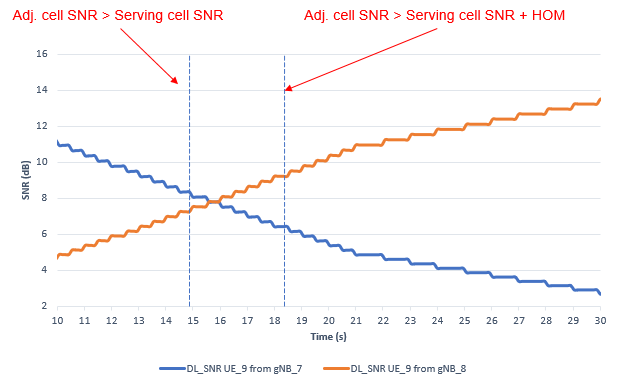 Adj. cell SNR > Serving cell SNR
Adj. cell SNR > Serving cell SNR + HOM
16
14
12
10
8
6
4
2
SNR (dB)
10 11 12 13 14 15 16 17 18 19 20 21 22 23 24 25 26 27 28 29 30
Time (s)
DL_SNR UE_9 from gNB_7 DL_SNR UE_9 from gNB_8